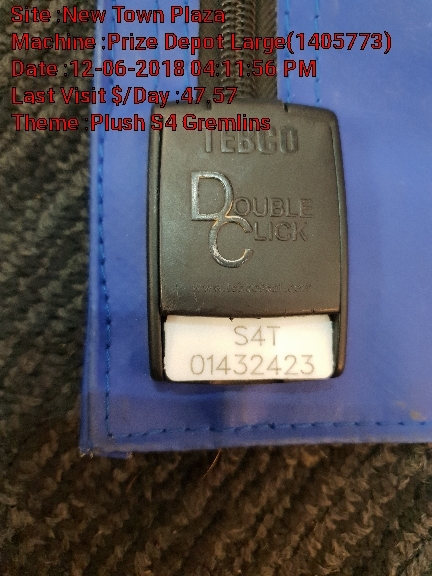 Site :New Town Plaza
Machine :Prize Depot Large(1405773)
Date :12-06-2018 04:11:56 PM
Last Visit $/Day :47.57
Theme :Plush S4 Gremlins
TEBCO
DOUBLE
CLICK
S4T
01432423